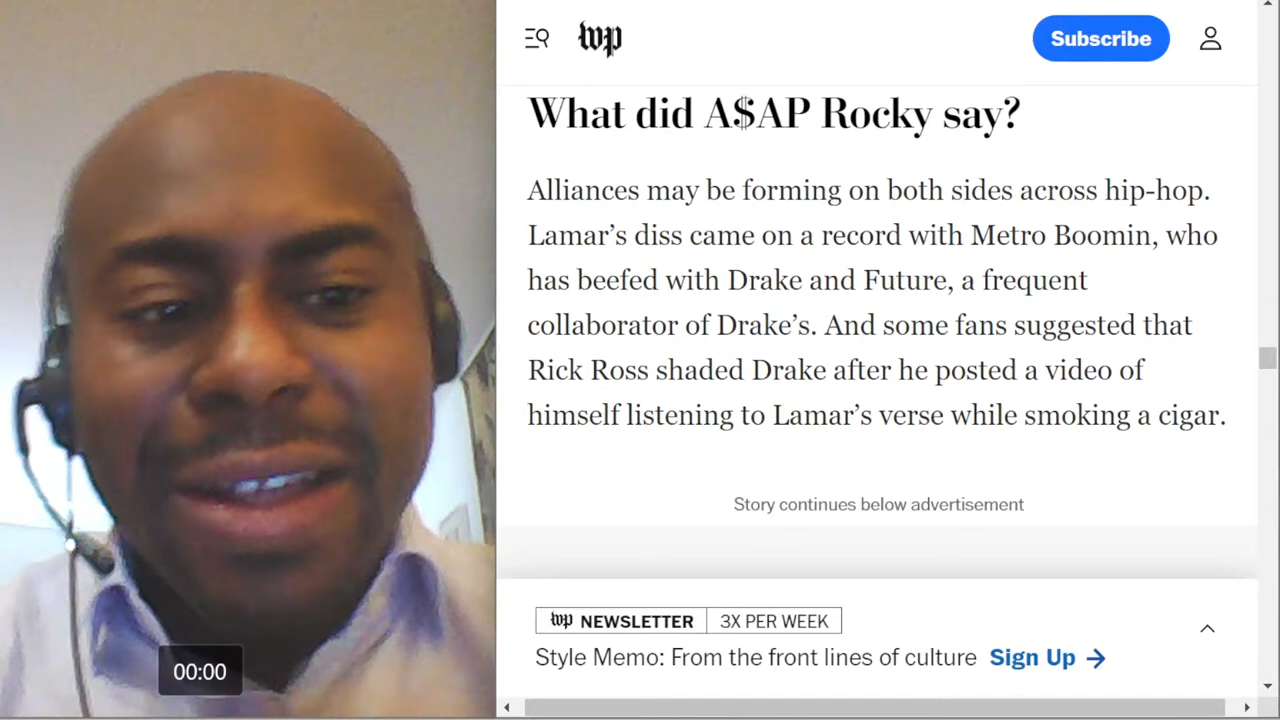 wp
Subscribe
What did A$AP Rocky say?
Alliances may be forming on both sides across hip-hop.
Lamar’s diss came on a record with Metro Boomin, who
has beefed with Drake and Future, a frequent
collaborator of Drake’s. And some fans suggested that
Rick Ross shaded Drake after he posted a video of
himself listening to Lamar’s verse while smoking a cigar.
Story continues below advertisement
wp NEWSLETTER 3X PER WEEK
Style Memo: From the front lines of culture Sign Up →
00:00